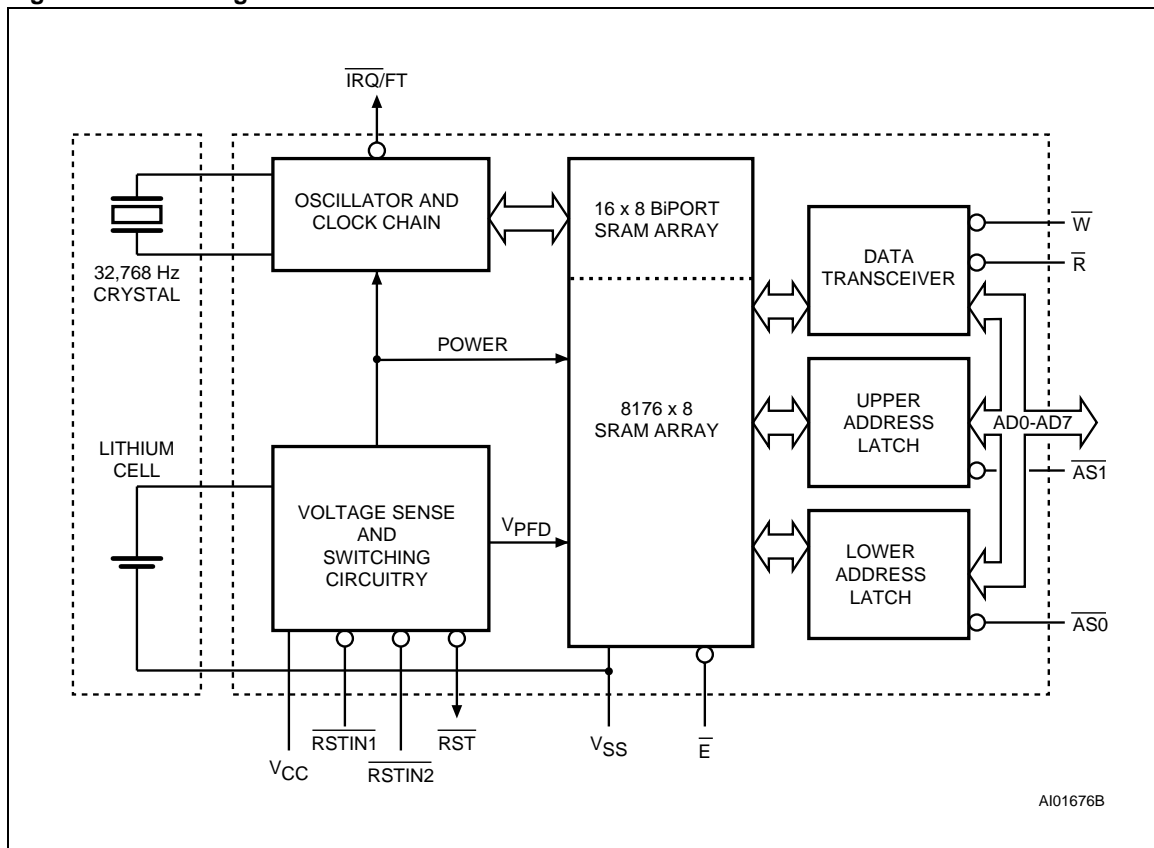 IRQ/FT
OSCILLATOR AND
CLOCK CHAIN
32,768 Hz
CRYSTAL
16 x 8 BiPORT
SRAM ARRAY
DATA
TRANSCEIVER
W
R
POWER
8176 x 8
SRAM ARRAY
UPPER
ADDRESS
LATCH
AD0-AD7
AS1
LITHIUM
CELL
VOLTAGE SENSE
AND
SWITCHING
CIRCUITRY
VPFD
LOWER
ADDRESS
LATCH
AS0
VCC
RSTIN1
RSTIN2
RST
VSS
E
AI01676B